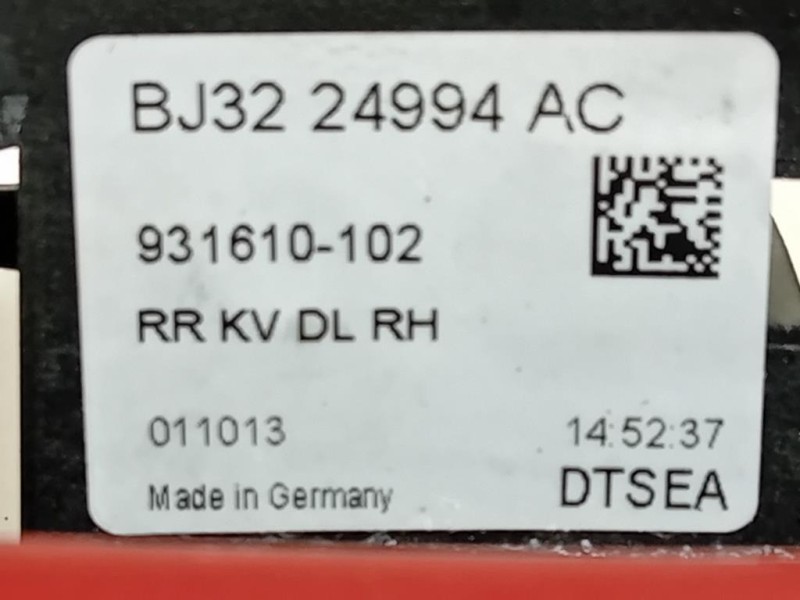 BJ32 24994 AC
931610-102
RR KV DL RH
011013 14:52:37
Made in Germany DTSEA